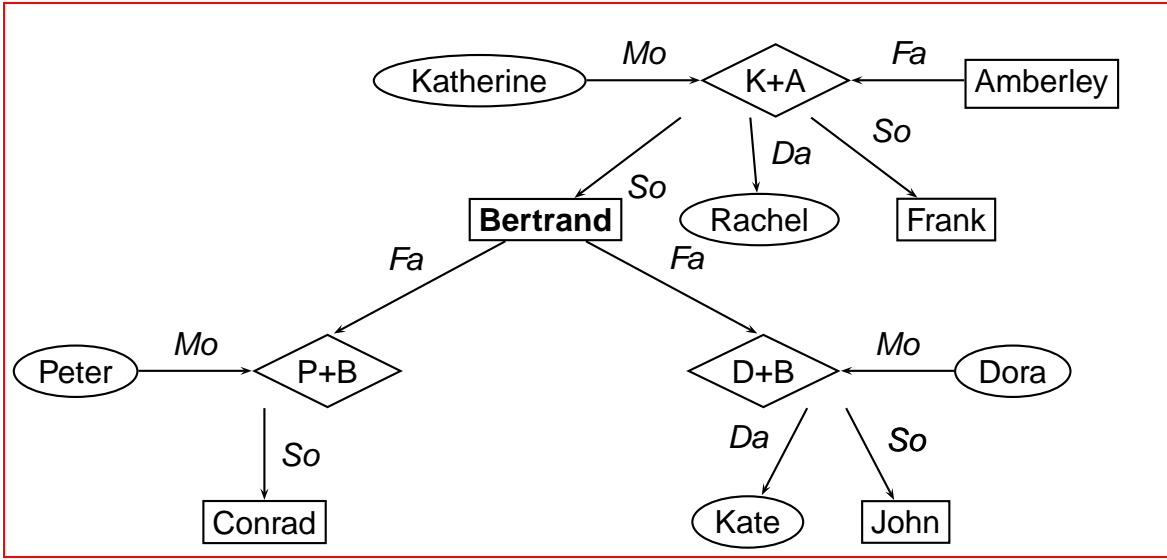 Mo Fa
Katherine K+A Amberley
So Da So
Bertrand Rachel Frank
Fa Fa
Mo Mo
Peter P+B D+B Dora
So Da So
Conrad Kate John